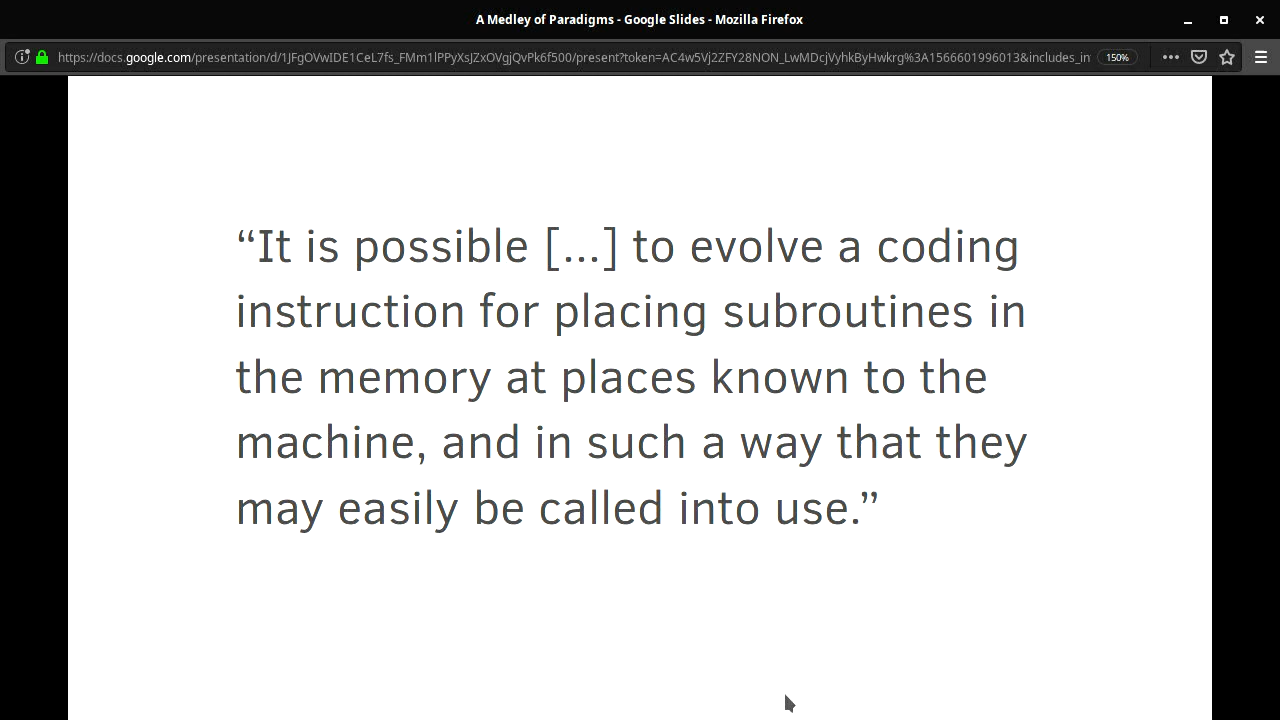 A Medley of Paradigms - Google Slides - Mozilla Firefox
https://docs.google.com/presentation/d/1JFgOVwIDE1CeL7fs_FMm1lPPyXsJZxOVgjQvPk6f500/present?token=AC4w5Vj2ZFY28NON_LwMDcjVyhkByHwkrg%3A1566601996013&includes_in 150%
“It is possible [...] to evolve a coding
instruction for placing subroutines in
the memory at places known to the
machine, and in such a way that they
may easily be called into use.”